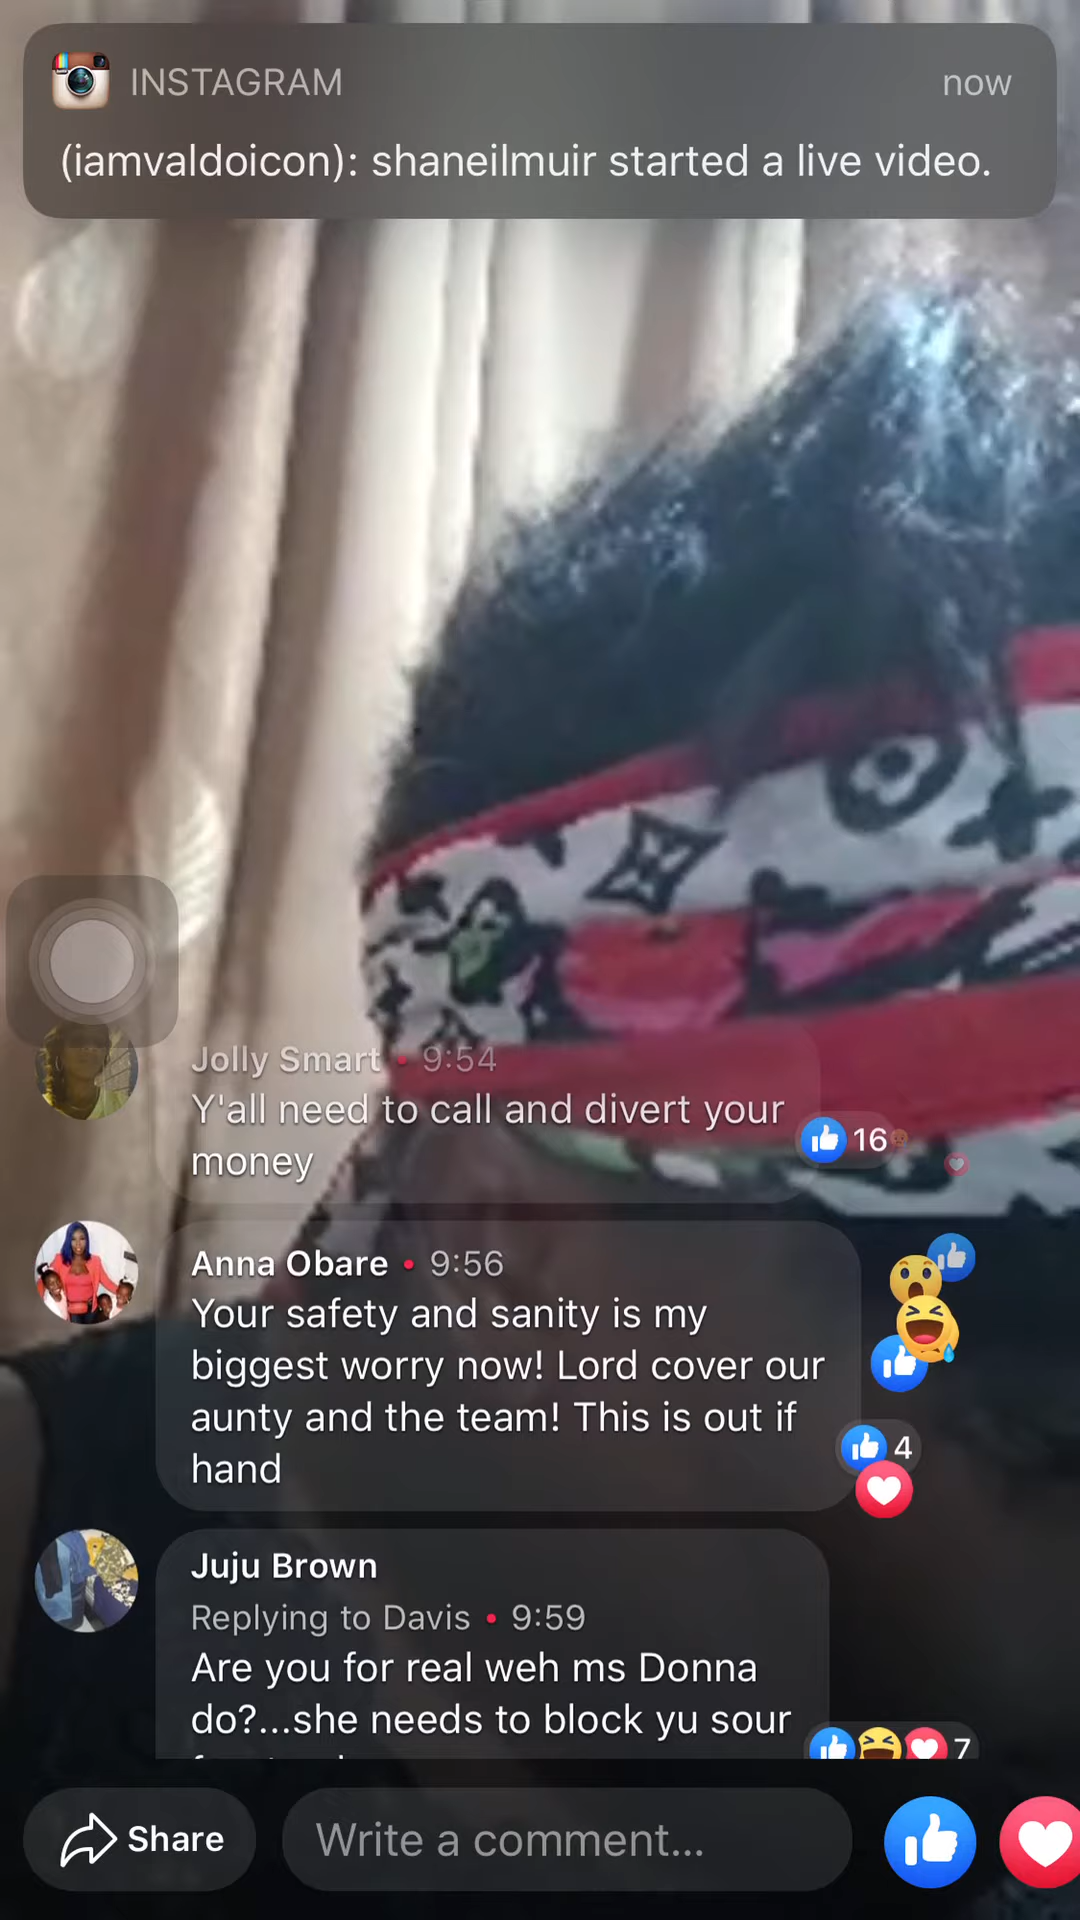 INSTAGRAM
now
(iamvaldoicon): shaneilmuir started a live video.
Jolly Smart • 9:54
Y'all need to call and divert your
money
16
Anna Obare • 9:56
Your safety and sanity is my
biggest worry now! Lord cover our
aunty and the team! This is out if
hand
4
Juju Brown
Replying to Davis • 9:59
Are you for real weh ms Donna
do?...she needs to block yu sour
7
Share
Write a comment...